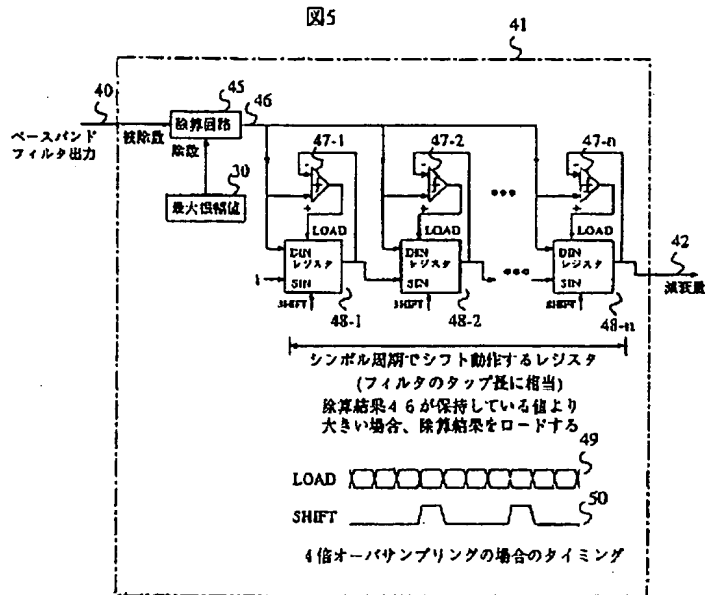 図5
41
40
45
46
ベースバンド
フィルタ出力
被除数
除算回路
除数
30
最大振幅値
47-1
47-2
47-n
-
-
-
+
+
+
•••
LOAD
LOAD
LOAD
DIN
レジスタ
SIN
DIN
レジスタ
SIN
DIN
レジスタ
SIN
1
•••
42
減衰量
SHIFT
SHIFT
SHIFT
48-1
48-2
48-n
シンボル周期でシフト動作するレジスタ
(フィルタのタップ長に相当)
除算結果46が保持している値より
大きい場合、除算結果をロードする
LOAD
49
SHIFT
50
4倍オーバサンプリングの場合のタイミング